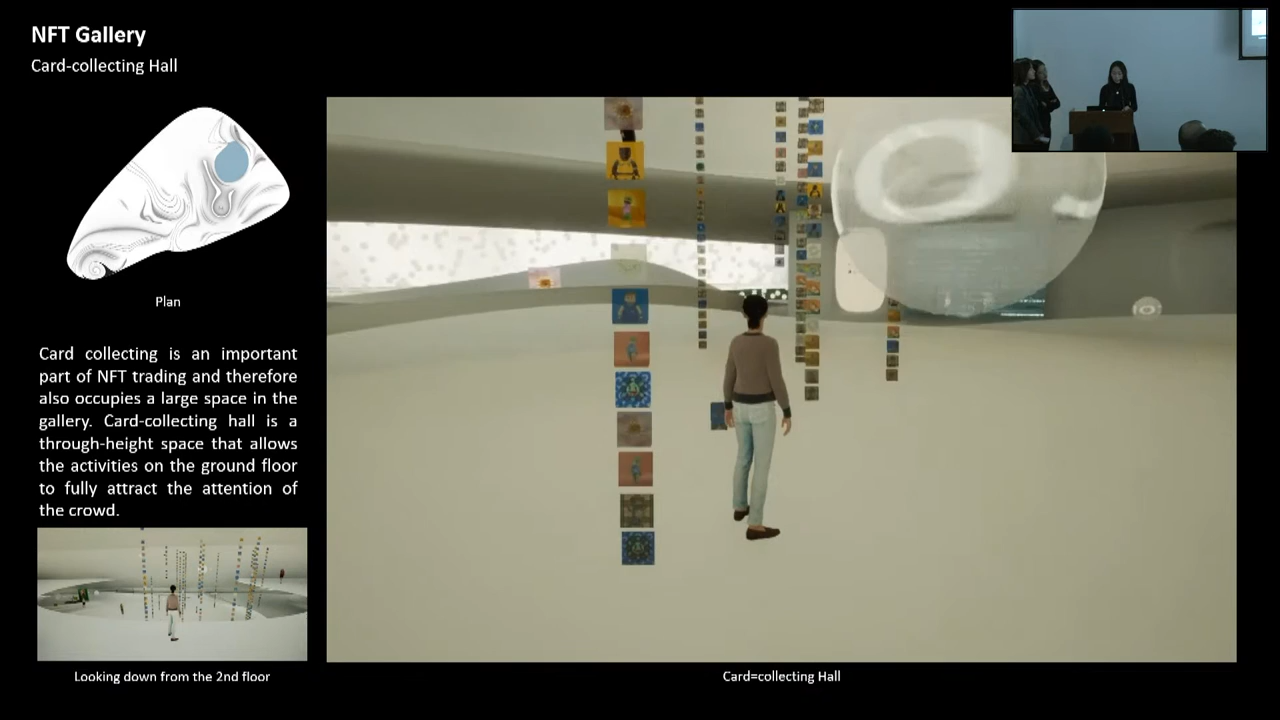 NFT Gallery
Card-collecting Hall
Plan
Card collecting is an important
part of NFT trading and therefore
also occupies a large space in the
gallery. Card-collecting hall is a
through-height space that allows
the activities on the ground floor
to fully attract the attention of
the crowd.
Looking down from the 2nd floor
Card=collecting Hall